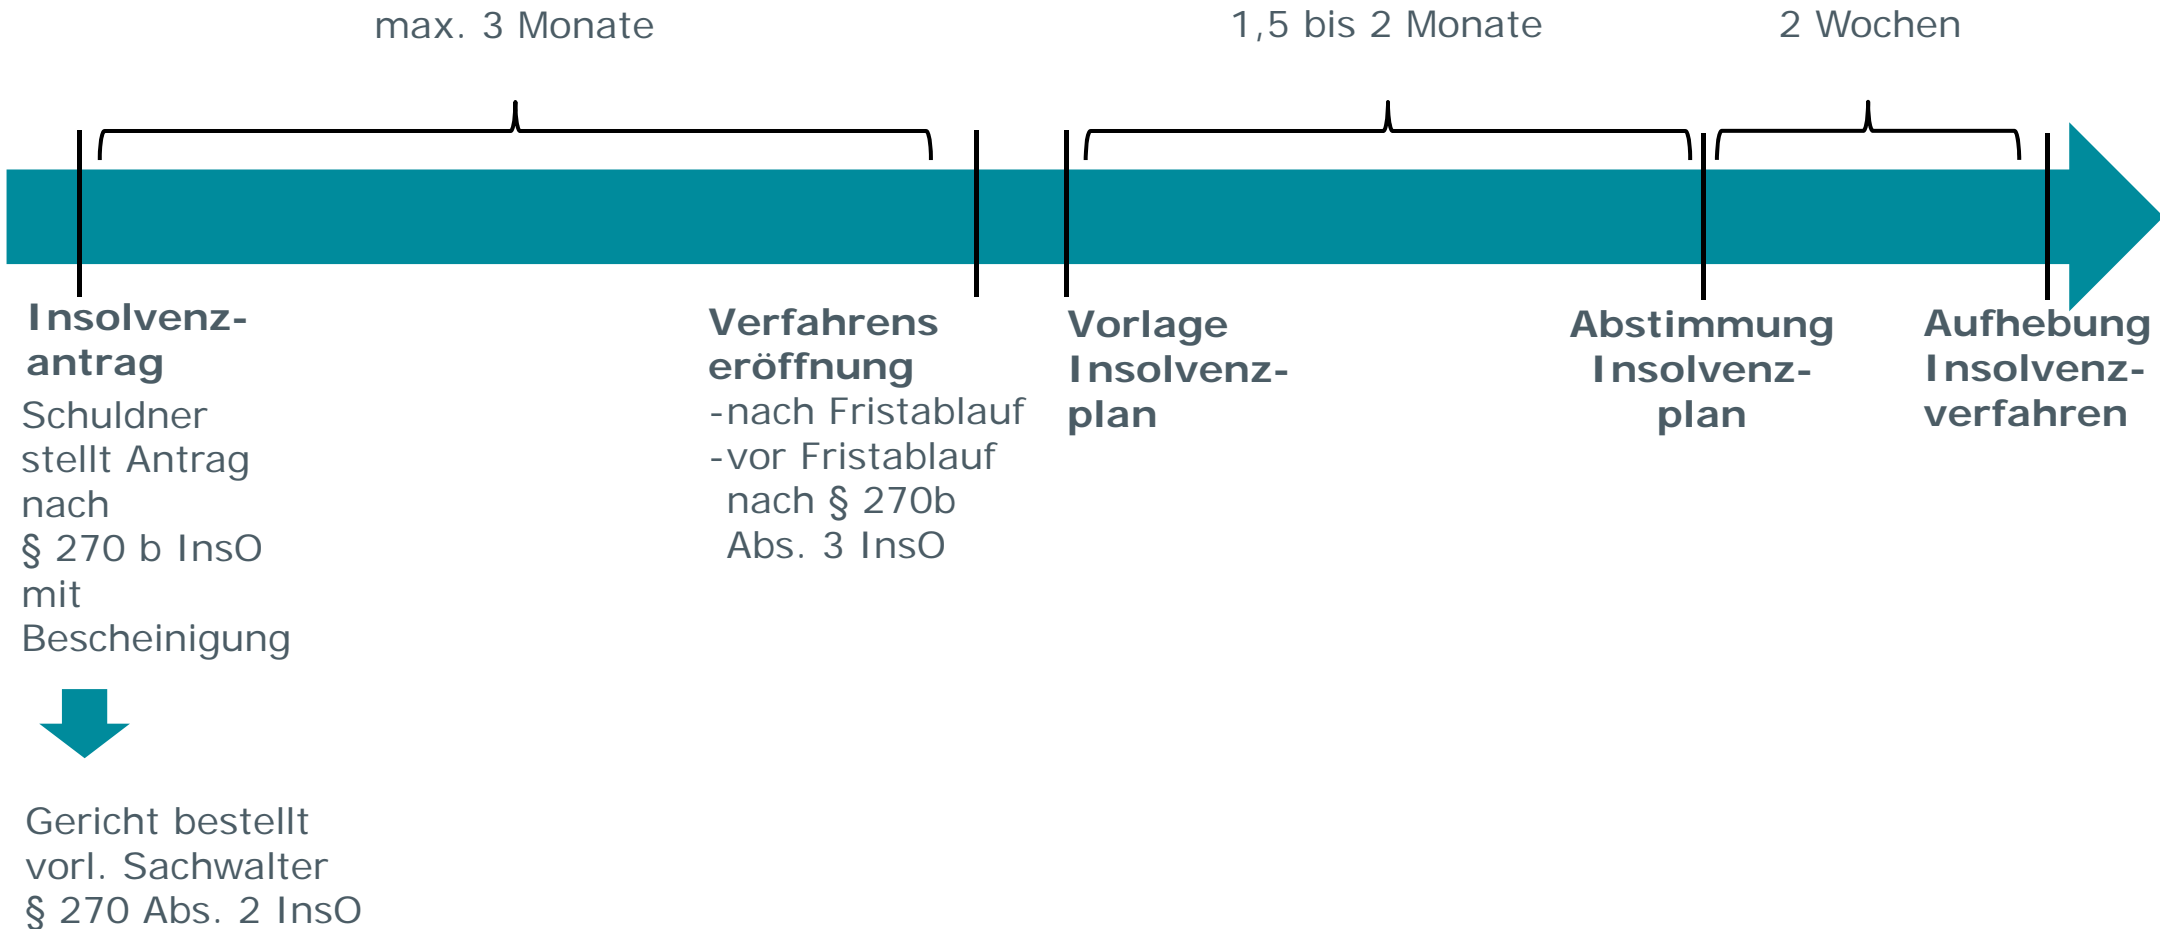 max. 3 Monate
1,5 bis 2 Monate
2 Wochen
Insolvenz-
antrag
Schuldner
stellt Antrag
nach
§ 270 b InsO
mit
Bescheinigung
Gericht bestellt
vorl. Sachwalter
§ 270 Abs. 2 InsO
Verfahrens
eröffnung
-nach Fristablauf
-vor Fristablauf
nach § 270b
Abs. 3 InsO
Vorlage
Insolvenz-
plan
Abstimmung
Insolvenz-
plan
Aufhebung
Insolvenz-
verfahren